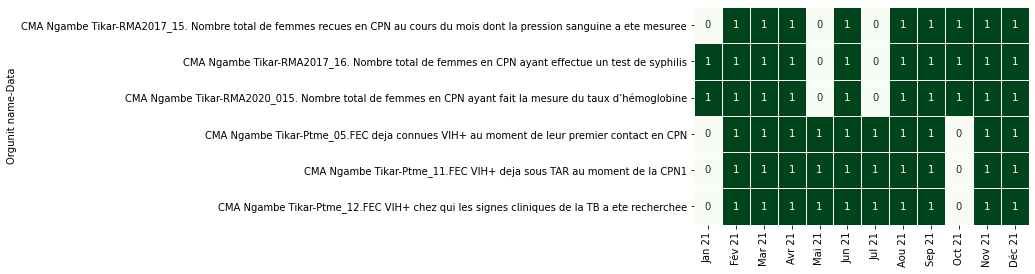 Orgunit name-Data
CMA Ngambe Tikar-RMA2017_15. Nombre total de femmes recues en CPN au cours du mois dont la pression sanguine a ete mesuree 0 1 1 1 0 1 0 1 1 1 1 1
CMA Ngambe Tikar-RMA2017_16. Nombre total de femmes en CPN ayant effectue un test de syphilis 1 1 1 1 0 1 0 1 1 1 1 1
CMA Ngambe Tikar-RMA2020_015. Nombre total de femmes en CPN ayant fait la mesure du taux d’hémoglobine 1 1 1 1 0 1 0 1 1 1 1 1
CMA Ngambe Tikar-Ptme_05.FEC deja connues VIH+ au moment de leur premier contact en CPN 0 1 1 1 1 1 1 1 1 0 1 1
CMA Ngambe Tikar-Ptme_11.FEC VIH+ deja sous TAR au moment de la CPN1 0 1 1 1 1 1 1 1 1 0 1 1
CMA Ngambe Tikar-Ptme_12.FEC VIH+ chez qui les signes cliniques de la TB a ete recherchee 0 1 1 1 1 1 1 1 1 0 1 1
Jan 21 Fév 21 Mar 21 Avr 21 Mai 21 Jun 21 Jul 21 Aou 21 Sep 21 Oct 21 Nov 21 Déc 21